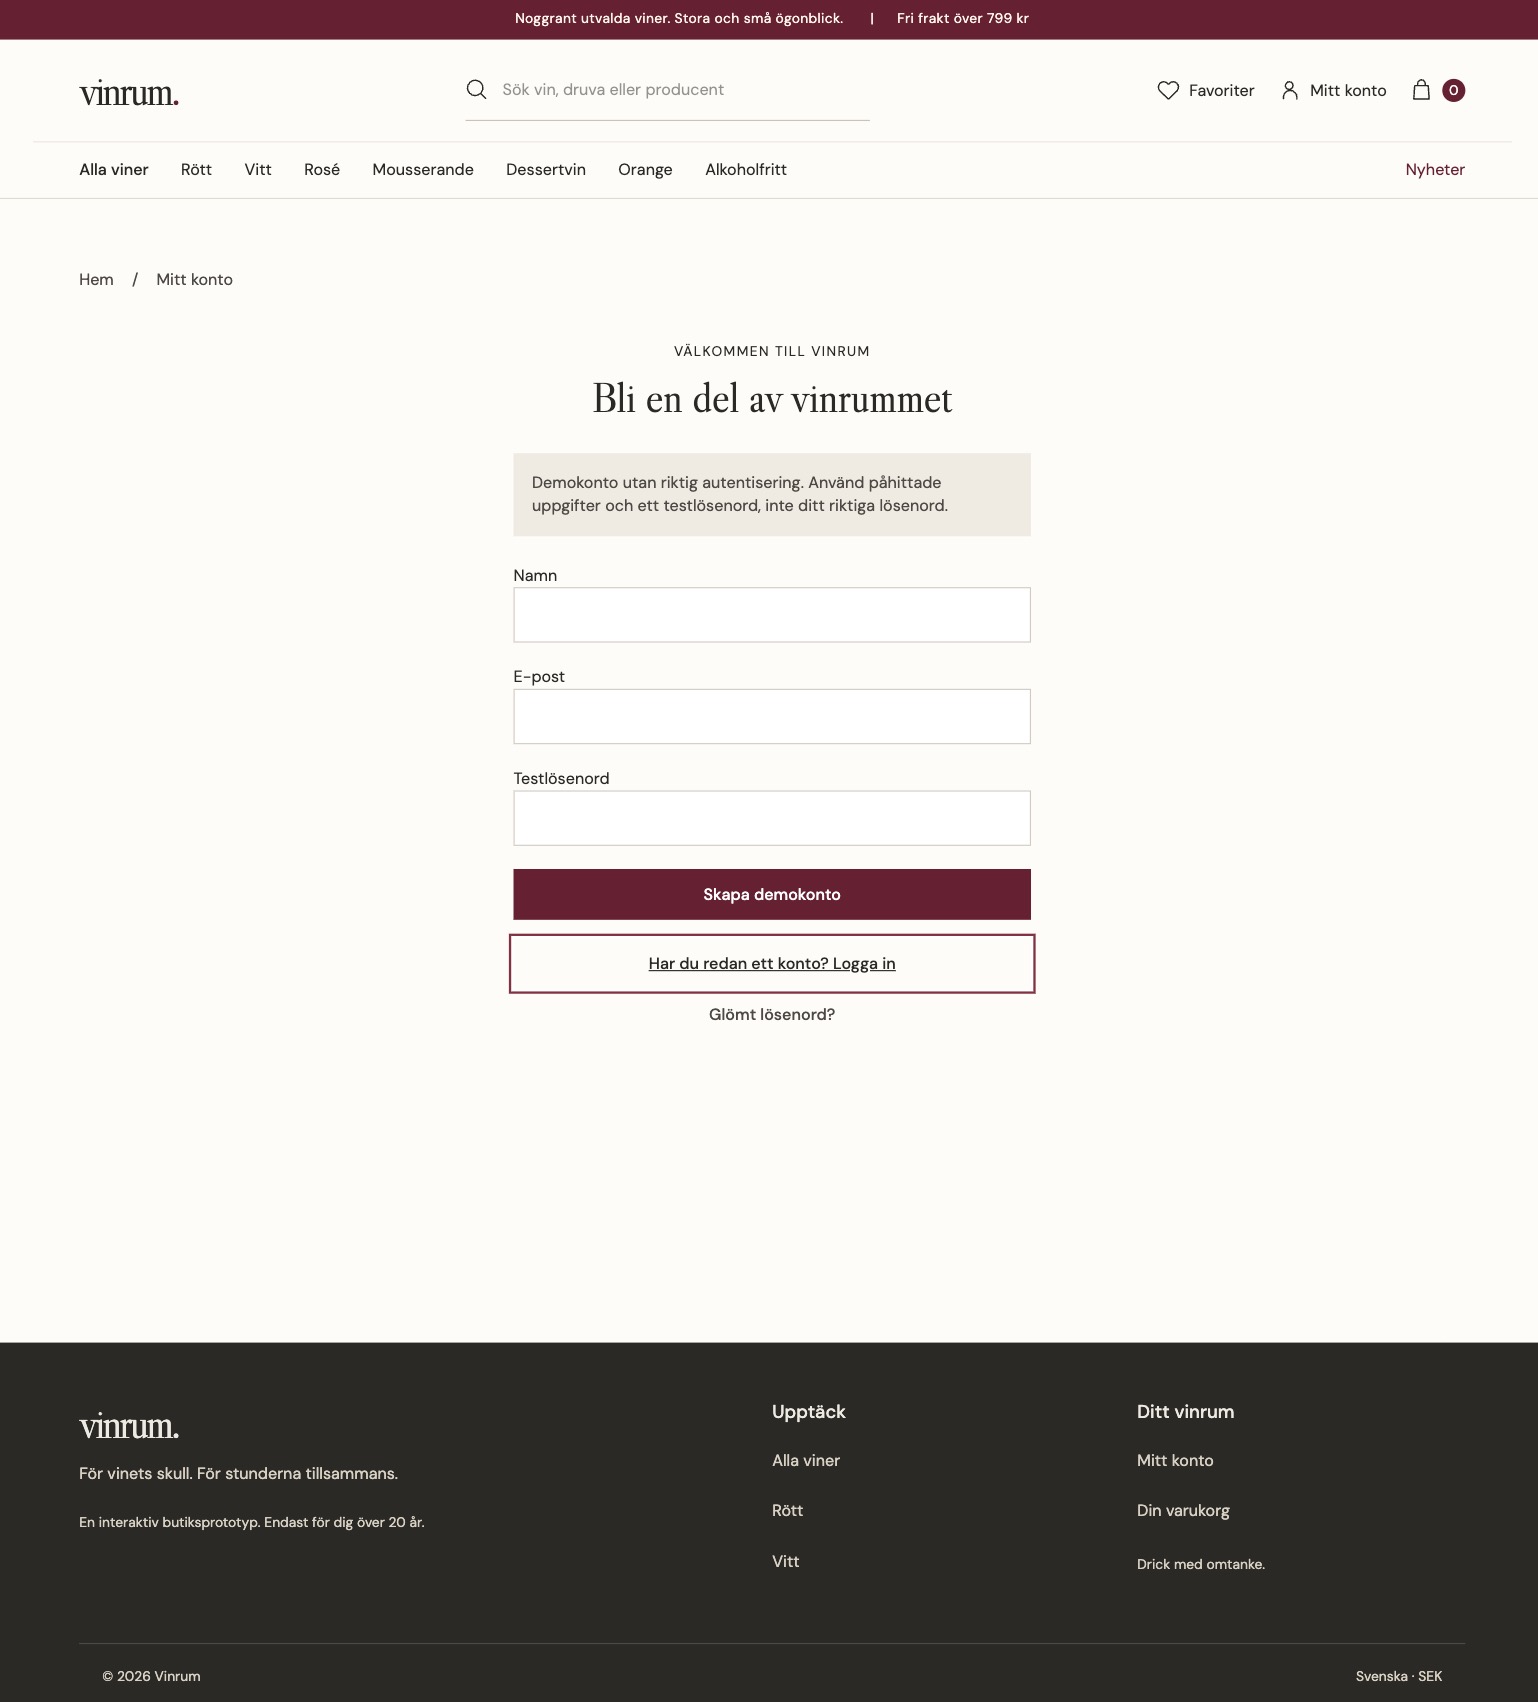 Noggrant utvalda viner. Stora och små ögonblick. | Fri frakt över 799 kr
vinrum.
Sök vin, druva eller producent
Favoriter
Mitt konto
0
Alla viner
Rött
Vitt
Rosé
Mousserande
Dessertvin
Orange
Alkoholfritt
Nyheter
Hem / Mitt konto
VÄLKOMMEN TILL VINRUM
Bli en del av vinrummet
Demokonto utan riktig autentisering. Använd påhittade
uppgifter och ett testlösenord, inte ditt riktiga lösenord.
Namn
E-post
Testlösenord
Skapa demokonto
Har du redan ett konto? Logga in
Glömt lösenord?
vinrum.
För vinets skull. För stunderna tillsammans.
En interaktiv butiksprototyp. Endast för dig över 20 år.
Upptäck
Alla viner
Rött
Vitt
Ditt vinrum
Mitt konto
Din varukorg
Drick med omtanke.
© 2026 Vinrum
Svenska · SEK